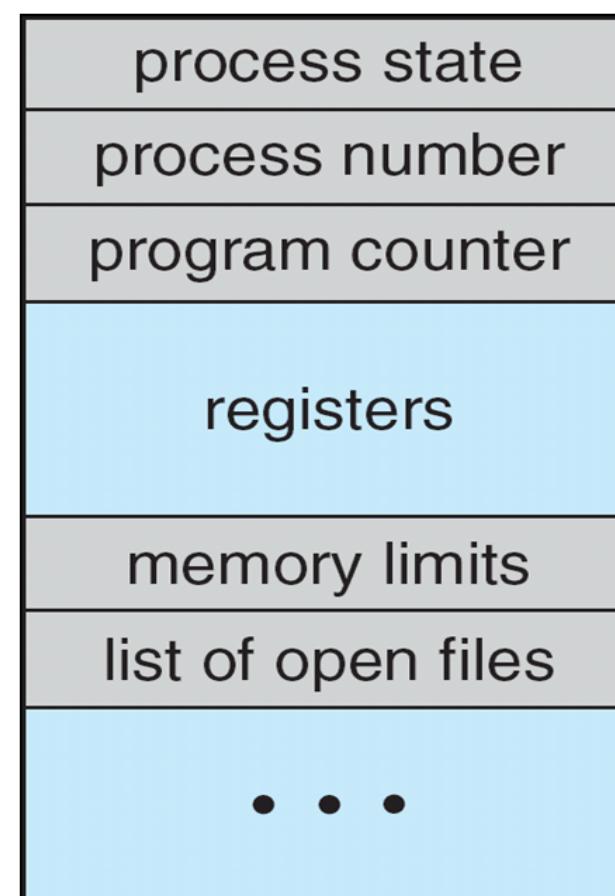 process state
process number
program counter
registers
memory limits
list of open files
• • •